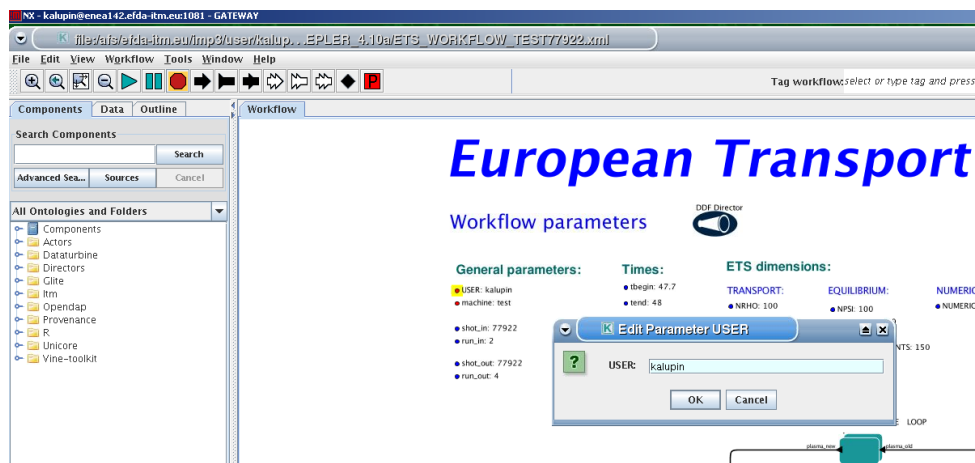 NX - kalupin@enea142.efda-itm.eu:1081 - GATEWAY
file:/afs/efda-itm.eu/imp3/user/kalup...EPLER_4.10a/ETS_WORKFLOW_TEST77922.xml
File Edit View Workflow Tools Window Help
Tag workflow: select or type tag and press
Components Data Outline
Workflow
Search Components
Search
Advanced Sea... Sources Cancel
All Ontologies and Folders
Components
Actors
Dataturbine
Directors
Glite
Itm
Opendap
Provenance
R
Unicore
Vine-toolkit
European Transport
Workflow parameters
DDF Director
General parameters:
USER: kalupin
machine: test
shot_in: 77922
run_in: 2
shot_out: 77922
run_out: 4
Times:
tbegin: 47.7
tend: 48
ETS dimensions:
TRANSPORT: EQUILIBRIUM: NUMERIC
NRHO: 100 NPSI: 100 NUMERIC
NTS: 150
Edit Parameter USER
USER: kalupin
OK Cancel
LOOP
plasma_new plasma_old